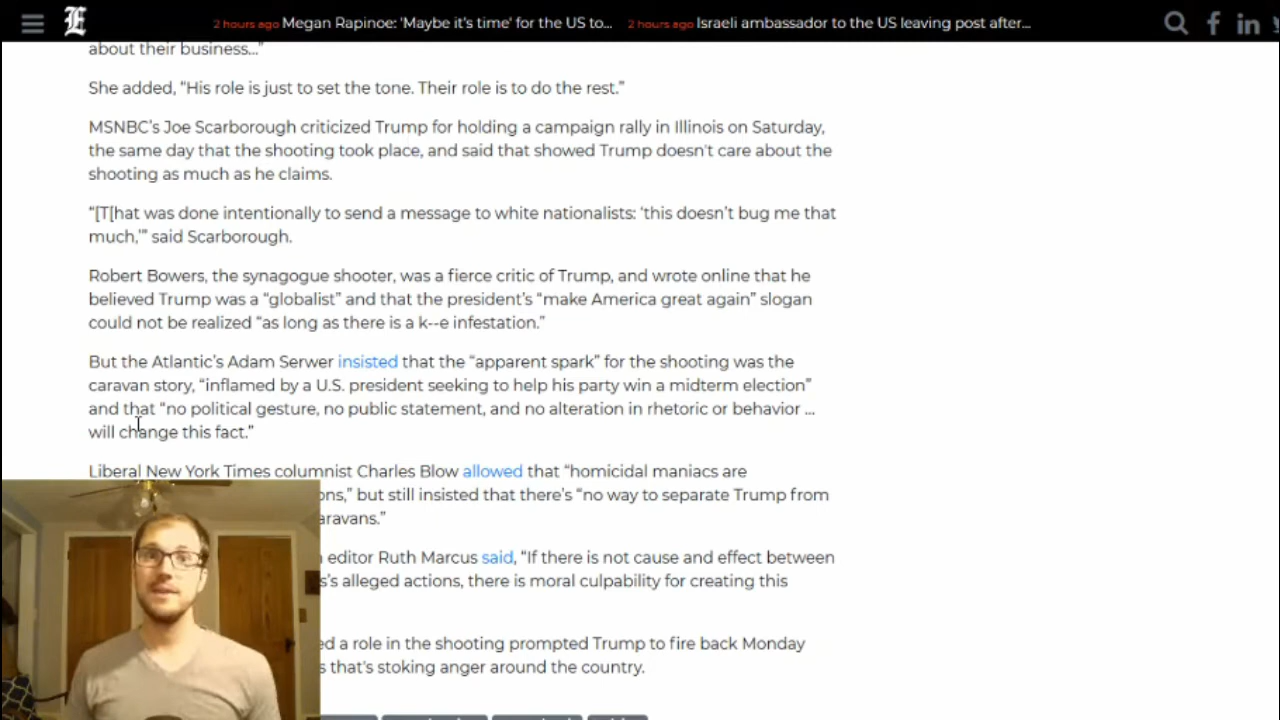 E 2 hours ago Megan Rapinoe: 'Maybe it's time' for the US to... 2 hours ago Israeli ambassador to the US leaving post after... f in
about their business…”
She added, “His role is just to set the tone. Their role is to do the rest.”
MSNBC’s Joe Scarborough criticized Trump for holding a campaign rally in Illinois on Saturday,
the same day that the shooting took place, and said that showed Trump doesn't care about the
shooting as much as he claims.
“[T[hat was done intentionally to send a message to white nationalists: ‘this doesn’t bug me that
much,’” said Scarborough.
Robert Bowers, the synagogue shooter, was a fierce critic of Trump, and wrote online that he
believed Trump was a “globalist” and that the president’s “make America great again” slogan
could not be realized “as long as there is a k--e infestation.”
But the Atlantic’s Adam Serwer insisted that the “apparent spark” for the shooting was the
caravan story, “inflamed by a U.S. president seeking to help his party win a midterm election”
and that “no political gesture, no public statement, and no alteration in rhetoric or behavior …
will change this fact.”
Liberal New York Times columnist Charles Blow allowed that “homicidal maniacs are
ons,” but still insisted that there’s “no way to separate Trump from
aravans.”
editor Ruth Marcus said, “If there is not cause and effect between
s’s alleged actions, there is moral culpability for creating this
ed a role in the shooting prompted Trump to fire back Monday
s that's stoking anger around the country.